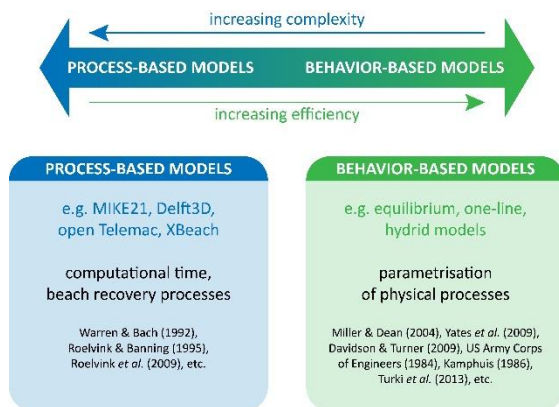 increasing complexity
PROCESS-BASED MODELS BEHAVIOR-BASED MODELS
increasing efficiency
PROCESS-BASED MODELS
e.g. MIKE21, Delft3D,
open Telemac, XBeach
computational time,
beach recovery processes
Warren & Bach (1992),
Roelvink & Banning (1995),
Roelvink et al. (2009), etc.
BEHAVIOR-BASED MODELS
e.g. equilibrium, one-line,
hydrid models
parametrisation
of physical processes
Miller & Dean (2004), Yates et al. (2009),
Davidson & Turner (2009), US Army Corps
of Engineers (1984), Kamphuis (1986),
Turki et al. (2013), etc.